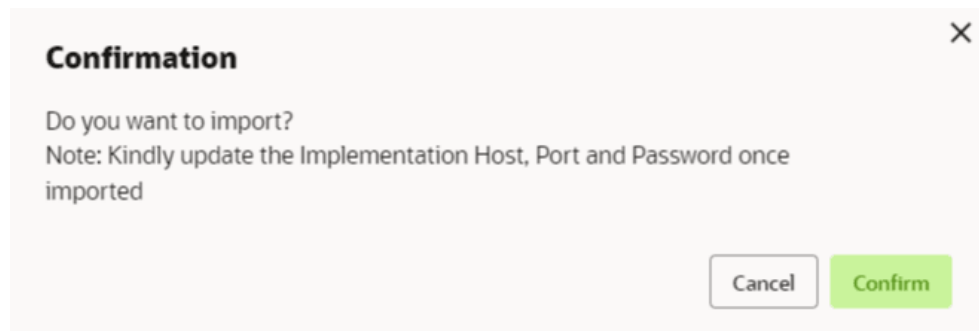 Confirmation
Do you want to import?
Note: Kindly update the Implementation Host, Port and Password once
imported
Cancel
Confirm